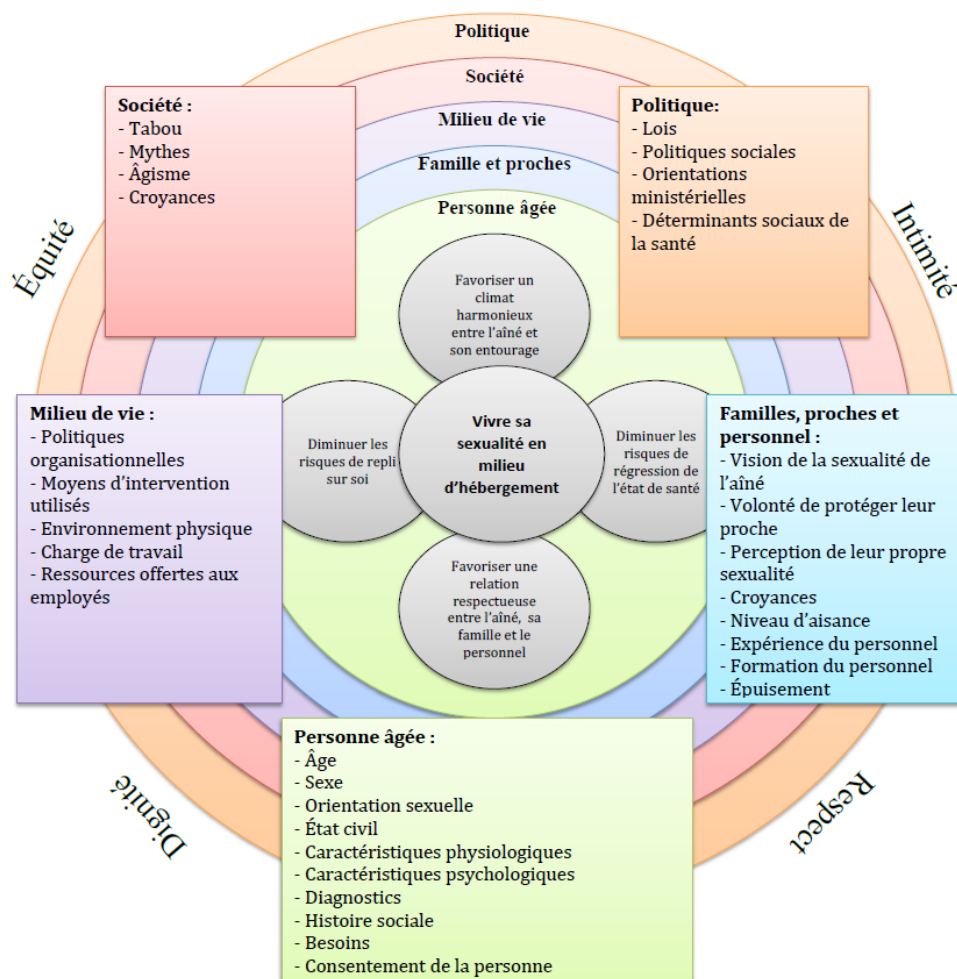 Politique
Société
Milieu de vie
Famille et proches
Personne âgée
Société :
- Tabou
- Mythes
- Âgisme
- Croyances
Politique:
- Lois
- Politiques sociales
- Orientations
ministérielles
- Déterminants sociaux de
la santé
Équité
Intimité
Favoriser un
climat
harmonieux
entre l'aîné et
son entourage
Milieu de vie :
- Politiques
organisationnelles
- Moyens d'intervention
utilisés
- Environnement physique
- Charge de travail
- Ressources offertes aux
employés
Diminuer les
risques de repli
sur soi
Vivre sa
sexualité en
milieu
d'hébergement
Diminuer les
risques de
régression de
l'état de santé
Familles, proches et
personnel :
- Vision de la sexualité de
l'aîné
- Volonté de protéger leur
proche
- Perception de leur propre
sexualité
- Croyances
- Niveau d'aisance
- Expérience du personnel
- Formation du personnel
- Épuisement
Favoriser une
relation
respectueuse
entre l'aîné, sa
famille et le
personnel
Dignité
Respect
Personne âgée :
- Âge
- Sexe
- Orientation sexuelle
- État civil
- Caractéristiques physiologiques
- Caractéristiques psychologiques
- Diagnostics
- Histoire sociale
- Besoins
- Consentement de la personne